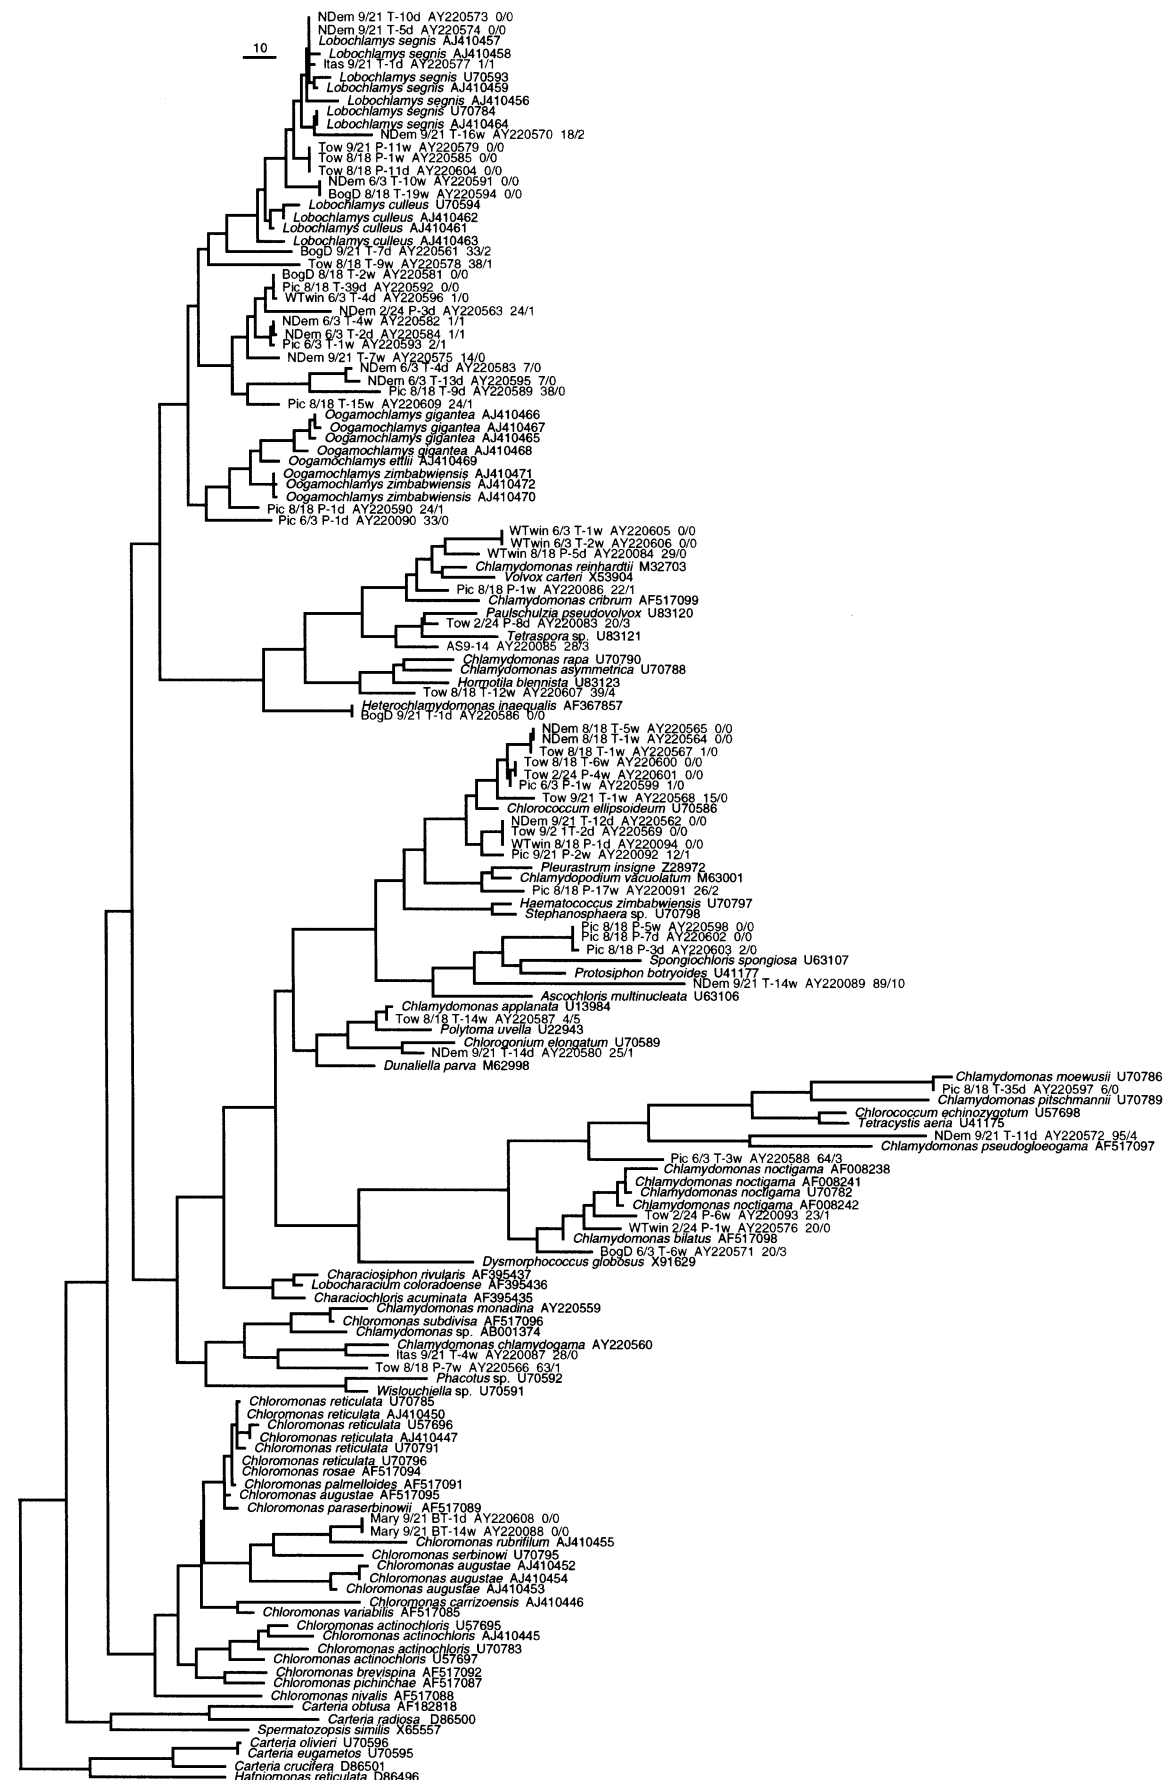 NDem 9/21 T-10d AY220573 0/0
NDem 9/21 T-5d AY220574 0/0
Lobochlamys segnis AJ410457
10
Lobochlamys segnis AJ410458
Itas 9/21 T-1d AY220577 1/1
Lobochlamys segnis U70593
Lobochlamys segnis AJ410459
Lobochlamys segnis AJ410456
Lobochlamys segnis U70784
Lobochlamys segnis AJ410464
NDem 9/21 T-16w AY220570 18/2
Tow 9/21 P-11w AY220579 0/0
Tow 8/18 P-1w AY220585 0/0
Tow 8/18 P-11d AY220604 0/0
NDem 6/3 T-10w AY220591 0/0
BogD 8/18 T-19w AY220594 0/0
Lobochlamys culleus U70594
Lobochlamys culleus AJ410462
Lobochlamys culleus AJ410461
Lobochlamys culleus AJ410463
BogD 9/21 T-7d AY220561 33/2
Tow 8/18 T-9w AY220578 38/1
BogD 8/18 T-2w AY220581 0/0
Pic 8/18 T-39d AY220592 0/0
WTwin 6/3 T-4d AY220596 1/0
NDem 2/24 P-3d AY220563 24/1
NDem 6/3 T-4w AY220582 1/1
NDem 6/3 T-2d AY220584 1/1
Pic 6/3 T-1w AY220593 2/1
NDem 9/21 T-7w AY220575 14/0
NDem 6/3 T-4d AY220583 7/0
NDem 6/3 T-13d AY220595 7/0
Pic 8/18 T-9d AY220589 38/0
Pic 8/18 T-15w AY220609 24/1
Oogamochlamys gigantea AJ410466
Oogamochlamys gigantea AJ410467
Oogamochlamys gigantea AJ410465
Oogamochlamys gigantea AJ410468
Oogamochlamys ettlii AJ410469
Oogamochlamys zimbabwiensis AJ410471
Oogamochlamys zimbabwiensis AJ410472
Oogamochlamys zimbabwiensis AJ410470
Pic 8/18 P-1d AY220590 24/1
Pic 6/3 P-1d AY220090 33/0
WTwin 6/3 T-1w AY220605 0/0
WTwin 6/3 T-2w AY220606 0/0
WTwin 8/18 P-5d AY220084 29/0
Chlamydomonas reinhardtii M32703
Volvox carteri X53904
Pic 8/18 P-1w AY220086 22/1
Chlamydomonas cribrum AF517099
Paulschulzia pseudovolvox U83120
Tow 2/24 P-8d AY220083 20/3
Tetraspora sp. U83121
AS9-14 AY220085 28/3
Chlamydomonas rapa U70790
Chlamydomonas asymmetrica U70788
Hormotila blennista U83123
Tow 8/18 T-12w AY220607 39/4
Heterochlamydomonas inaequalis AF367857
BogD 9/21 T-1d AY220586 0/0
NDem 8/18 T-5w AY220565 0/0
NDem 8/18 T-1w AY220564 0/0
Tow 8/18 T-1w AY220567 1/0
Tow 8/18 T-6w AY220600 0/0
Tow 2/24 P-4w AY220601 0/0
Pic 6/3 P-1w AY220599 1/0
Tow 9/21 T-1w AY220568 15/0
Chlorococcum ellipsoideum U70586
NDem 9/21 T-12d AY220562 0/0
Tow 9/2 1T-2d AY220569 0/0
WTwin 8/18 P-1d AY220094 0/0
Pic 9/21 P-2w AY220092 12/1
Pleurastrum insigne Z28972
Chlamydopodium vacuolatum M63001
Pic 8/18 P-17w AY220091 26/2
Haematococcus zimbabwiensis U70797
Stephanosphaera sp. U70798
Pic 8/18 P-5w AY220598 0/0
Pic 8/18 P-7d AY220602 0/0
Pic 8/18 P-3d AY220603 2/0
Spongiochloris spongiosa U63107
Protosiphon botryoides U41177
NDem 9/21 T-14w AY220089 89/10
Ascochloris multinucleata U63106
Chlamydomonas applanata U13984
Tow 8/18 T-14w AY220587 4/5
Polytoma uvella U22943
Chlorogonium elongatum U70589
NDem 9/21 T-14d AY220580 25/1
Dunaliella parva M62998
Chlamydomonas moewusii U70786
Pic 8/18 T-35d AY220597 6/0
Chlamydomonas pitschmannii U70789
Chlorococcum echinozygotum U57698
Tetracystis aeria U41175
NDem 9/21 T-11d AY220572 95/4
Chlamydomonas pseudogloeogama AF517097
Pic 6/3 T-3w AY220588 64/3
Chlamydomonas noctigama AF008238
Chlamydomonas noctigama AF008241
Chlamydomonas noctigama U70782
Chlamydomonas noctigama AF008242
Tow 2/24 P-6w AY220093 23/1
WTwin 2/24 P-1w AY220576 20/0
Chlamydomonas bilatus AF517098
BogD 6/3 T-6w AY220571 20/3
Dysmorphococcus globosus X91629
Characiosiphon rivularis AF395437
Lobocharacium coloradoense AF395436
Characiochloris acuminata AF395435
Chlamydomonas monadina AY220559
Chloromonas subdivisa AF517096
Chlamydomonas sp. AB001374
Chlamydomonas chlamydogama AY220560
Itas 9/21 T-4w AY220087 28/0
Tow 8/18 P-7w AY220566 63/1
Phacotus sp. U70592
Wislouchiella sp. U70591
Chloromonas reticulata U70785
Chloromonas reticulata AJ410450
Chloromonas reticulata U57696
Chloromonas reticulata AJ410447
Chloromonas reticulata U70791
Chloromonas reticulata U70796
Chloromonas rosae AF517094
Chloromonas palmelloides AF517091
Chloromonas augustae AF517095
Chloromonas paraserbinowii AF517089
Mary 9/21 BT-1d AY220608 0/0
Mary 9/21 BT-14w AY220088 0/0
Chloromonas rubrifilum AJ410455
Chloromonas serbinowi U70795
Chloromonas augustae AJ410452
Chloromonas augustae AJ410454
Chloromonas augustae AJ410453
Chloromonas carrizoensis AJ410446
Chloromonas variabilis AF517085
Chloromonas actinochloris U57695
Chloromonas actinochloris AJ410445
Chloromonas actinochloris U70783
Chloromonas actinochloris U57697
Chloromonas brevispina AF517092
Chloromonas pichinchae AF517087
Chloromonas nivalis AF517088
Carteria obtusa AF182818
Carteria radiosa D86500
Spermatozopsis similis X65557
Carteria olivieri U70596
Carteria eugametos U70595
Carteria crucifera D86501
Hafniomonas reticulata D86496